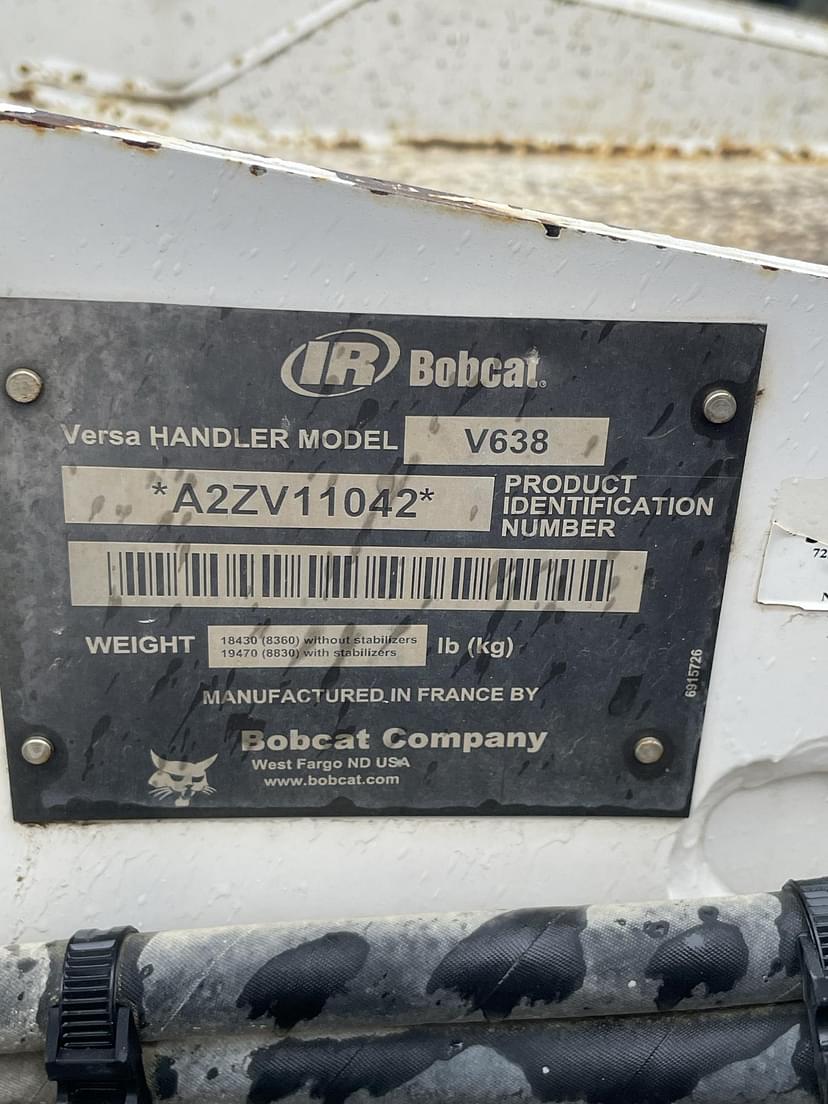 IR Bobcat®
Versa HANDLER MODEL V638
*A2ZV11042* PRODUCT
IDENTIFICATION
NUMBER
WEIGHT 18430 (8360) without stabilizers lb (kg)
19470 (8830) with stabilizers
6915726
MANUFACTURED IN FRANCE BY
Bobcat Company
West Fargo ND USA
www.bobcat.com
72
N